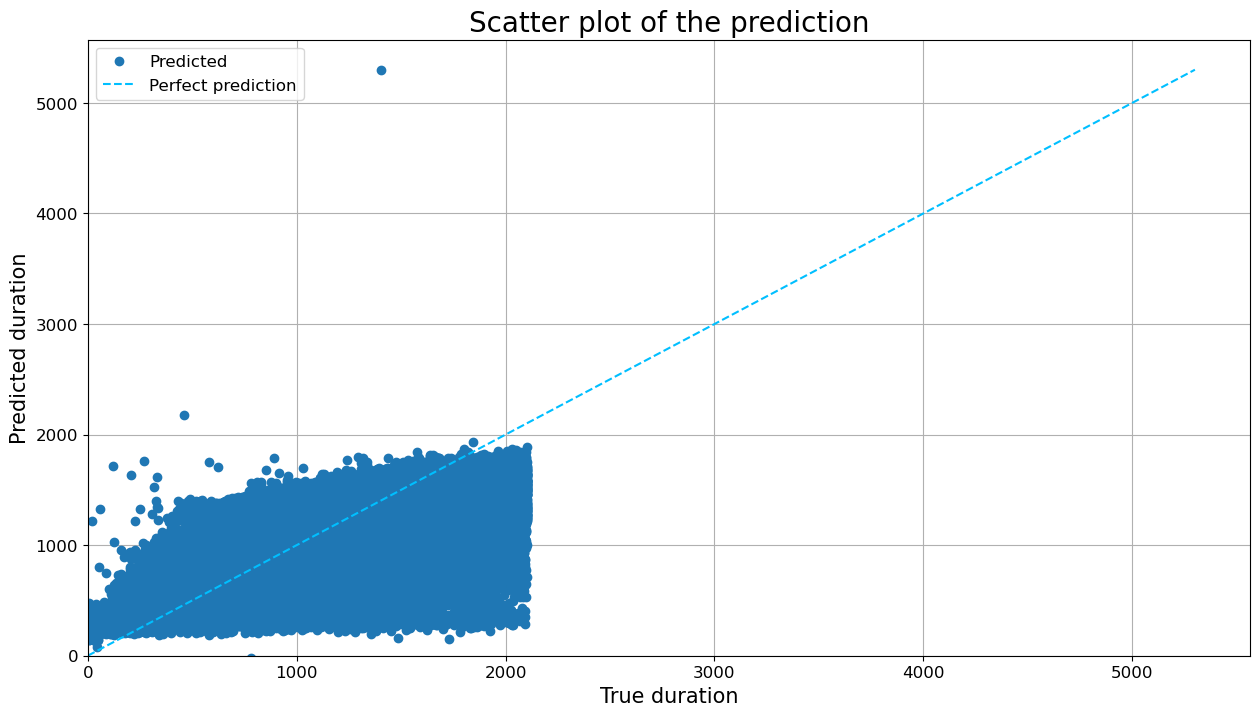 Scatter plot of the prediction
Predicted
Perfect prediction
Predicted duration
5000
4000
3000
2000
1000
0
0 1000 2000 3000 4000 5000
True duration